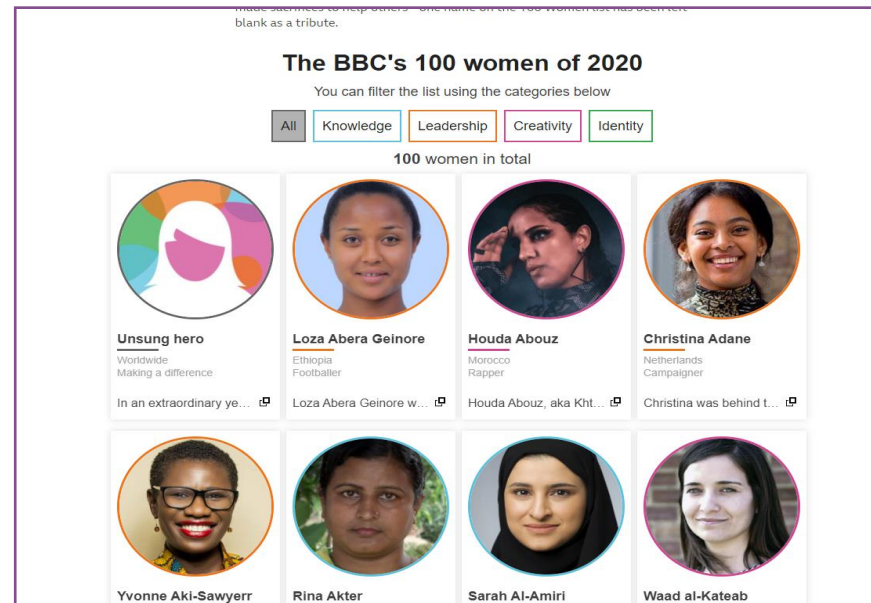 blank as a tribute.
The BBC's 100 women of 2020
You can filter the list using the categories below
All Knowledge Leadership Creativity Identity
100 women in total
Unsung hero
Worldwide
Making a difference
In an extraordinary ye...
Loza Abera Geinore
Ethiopia
Footballer
Loza Abera Geinore w...
Houda Abouz
Morocco
Rapper
Houda Abouz, aka Kht...
Christina Adane
Netherlands
Campaigner
Christina was behind t...
Yvonne Aki-Sawyerr
Rina Akter
Sarah Al-Amiri
Waad al-Kateab